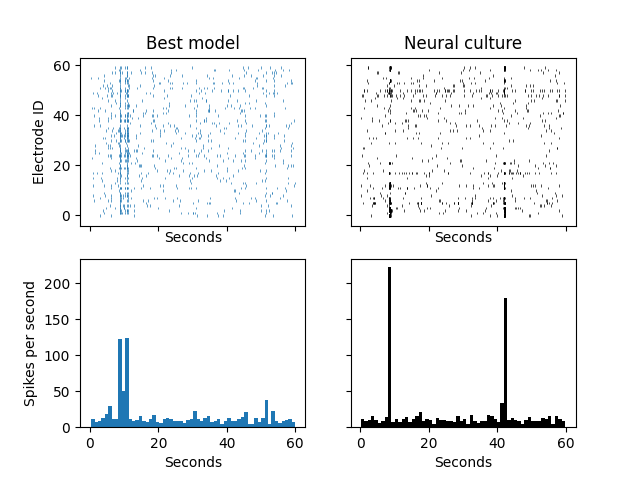 Best model
Neural culture
60
40
20
0
Electrode ID
Seconds
Seconds
200
150
100
50
0
Spikes per second
0 20 40 60
0 20 40 60
Seconds
Seconds